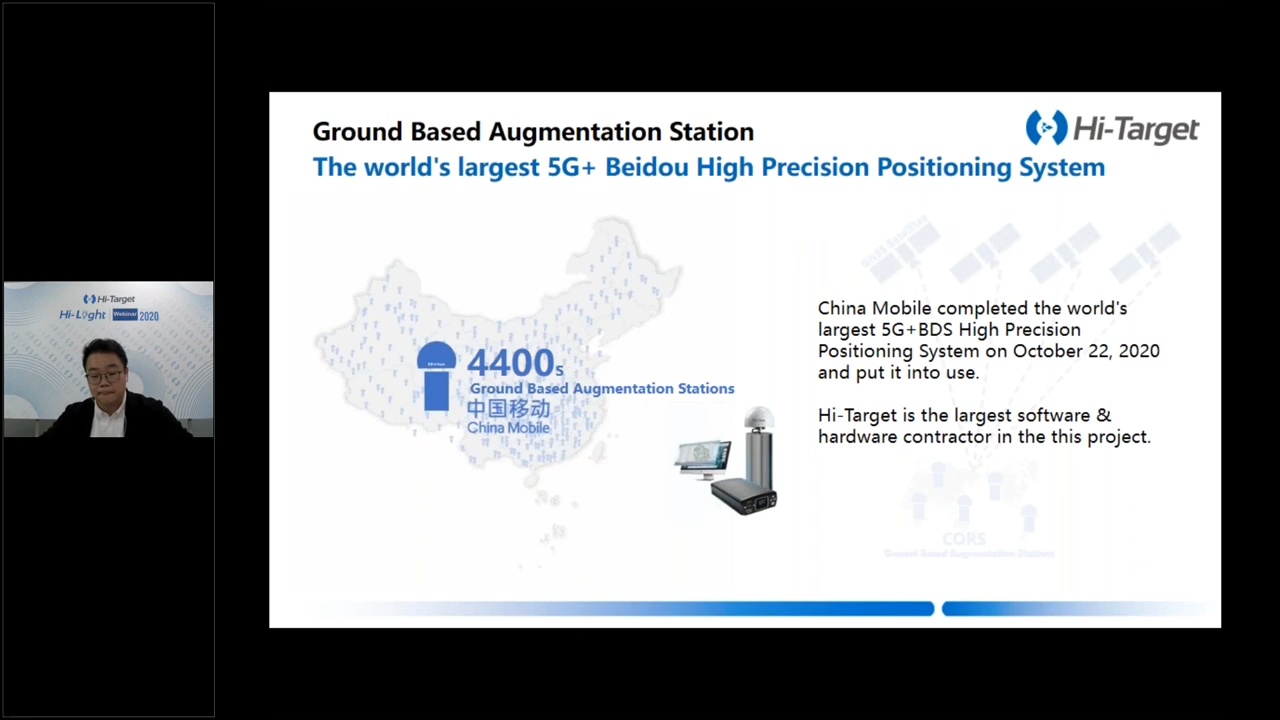 Hi-Target
Hi-Light Webinar 2020
Ground Based Augmentation Station
Hi-Target
The world's largest 5G+ Beidou High Precision Positioning System
4400s
Ground Based Augmentation Stations
中国移动
China Mobile
GNSS Satellites
China Mobile completed the world's
largest 5G+BDS High Precision
Positioning System on October 22, 2020
and put it into use.
Hi-Target is the largest software &
hardware contractor in the this project.
CORS
Ground Based Augmentation Stations